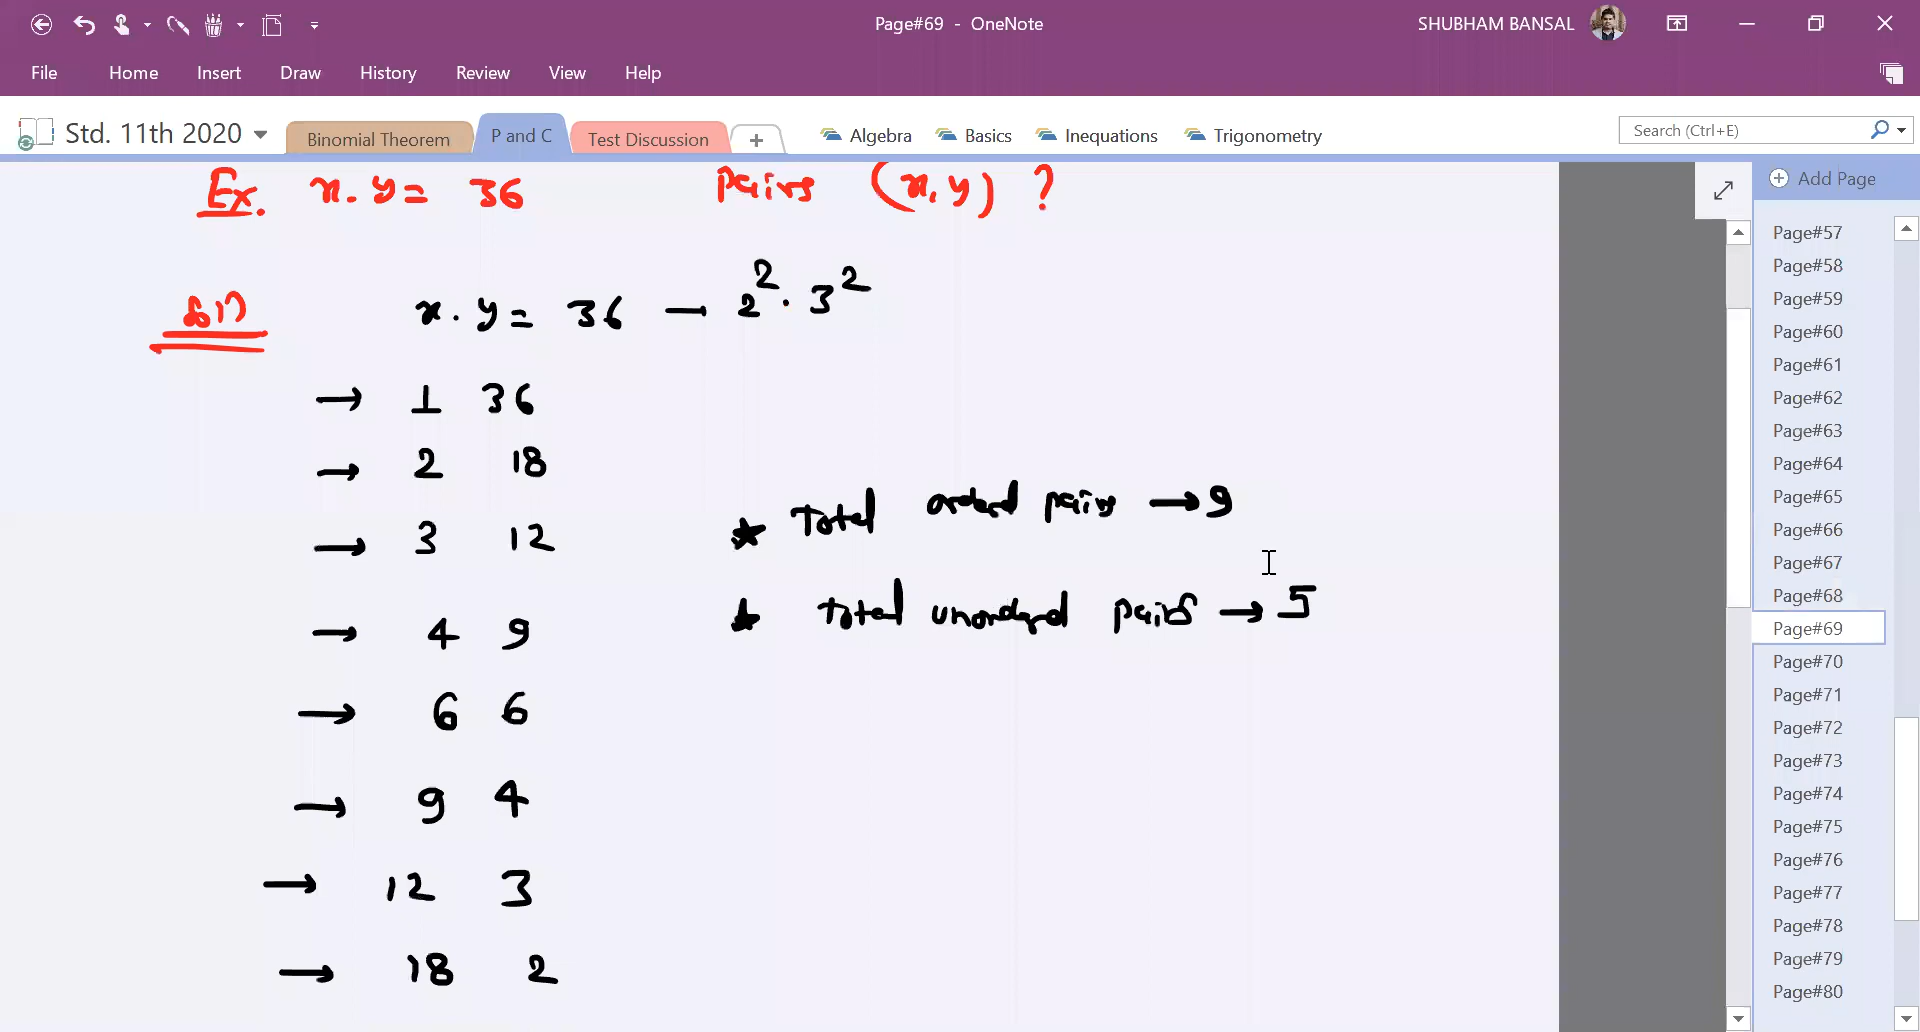 Page#69 - OneNote
SHUBHAM BANSAL
File Home Insert Draw History Review View Help
Std. 11th 2020
Binomial Theorem
P and C
Test Discussion
+
Algebra
Basics
Inequations
Trigonometry
Search (Ctrl+E)
Ex. x.y = 36 pairs (x,y) ?
Soln
x.y = 36 — 2² . 3²
→ 1 36
→ 2 18
→ 3 12
→ 4 9
→ 6 6
→ 9 4
→ 12 3
→ 18 2
★ Total ordered pairs → 9
★ Total unordered pairs → 5
Add Page
Page#57
Page#58
Page#59
Page#60
Page#61
Page#62
Page#63
Page#64
Page#65
Page#66
Page#67
Page#68
Page#69
Page#70
Page#71
Page#72
Page#73
Page#74
Page#75
Page#76
Page#77
Page#78
Page#79
Page#80